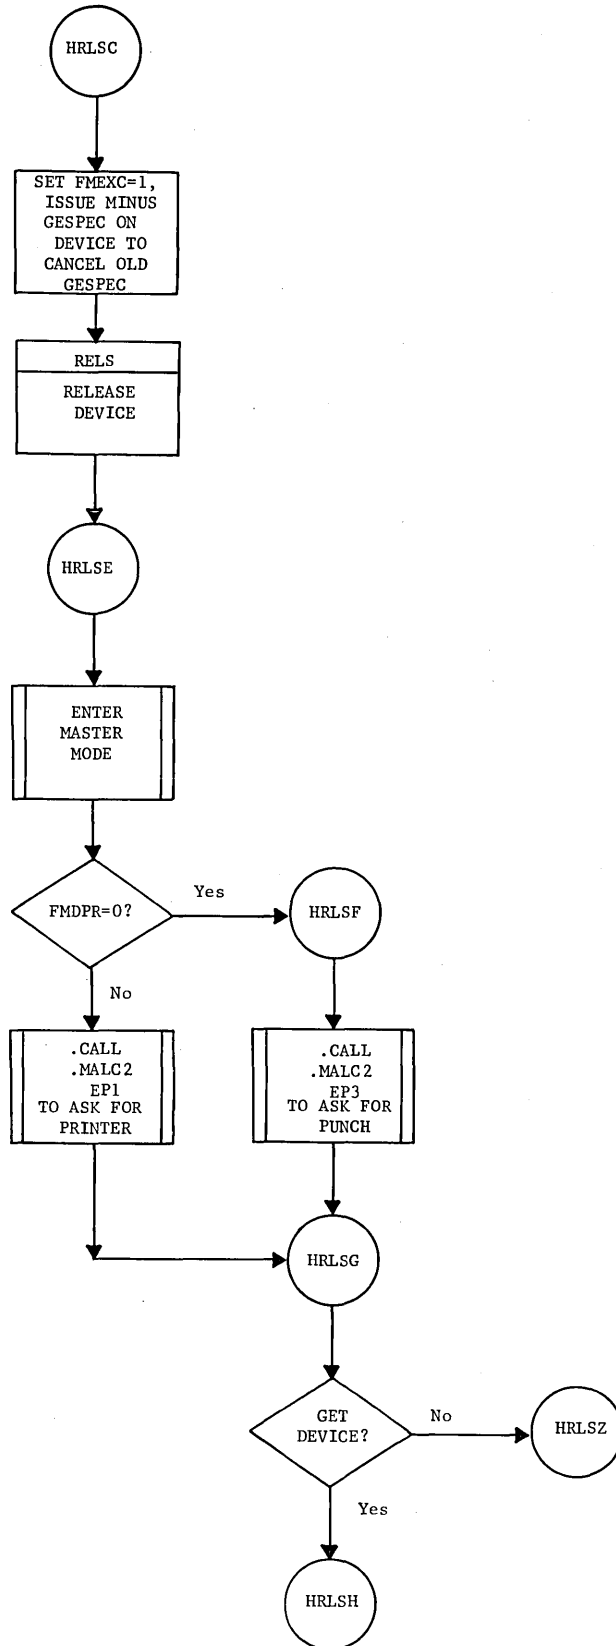 HRLSC
SET FMEXC=1,
ISSUE MINUS
GESPEC ON
DEVICE TO
CANCEL OLD
GESPEC
RELS
RELEASE
DEVICE
HRLSE
ENTER
MASTER
MODE
FMDPR=0?
Yes
HRLSF
No
.CALL
.MALC2
EP1
TO ASK FOR
PRINTER
.CALL
.MALC2
EP3
TO ASK FOR
PUNCH
HRLSG
GET
DEVICE?
No
HRLSZ
Yes
HRLSH